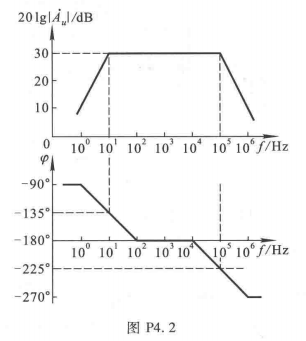 20lg|Ȧu|/dB
30
20
10
0
10⁰ 10¹ 10² 10³ 10⁴ 10⁵ 10⁶ f/Hz
φ
-90°
-135°
-180°
10⁰ 10¹ 10² 10³ 10⁴ 10⁵ 10⁶ f/Hz
-225°
-270°
图 P4.2